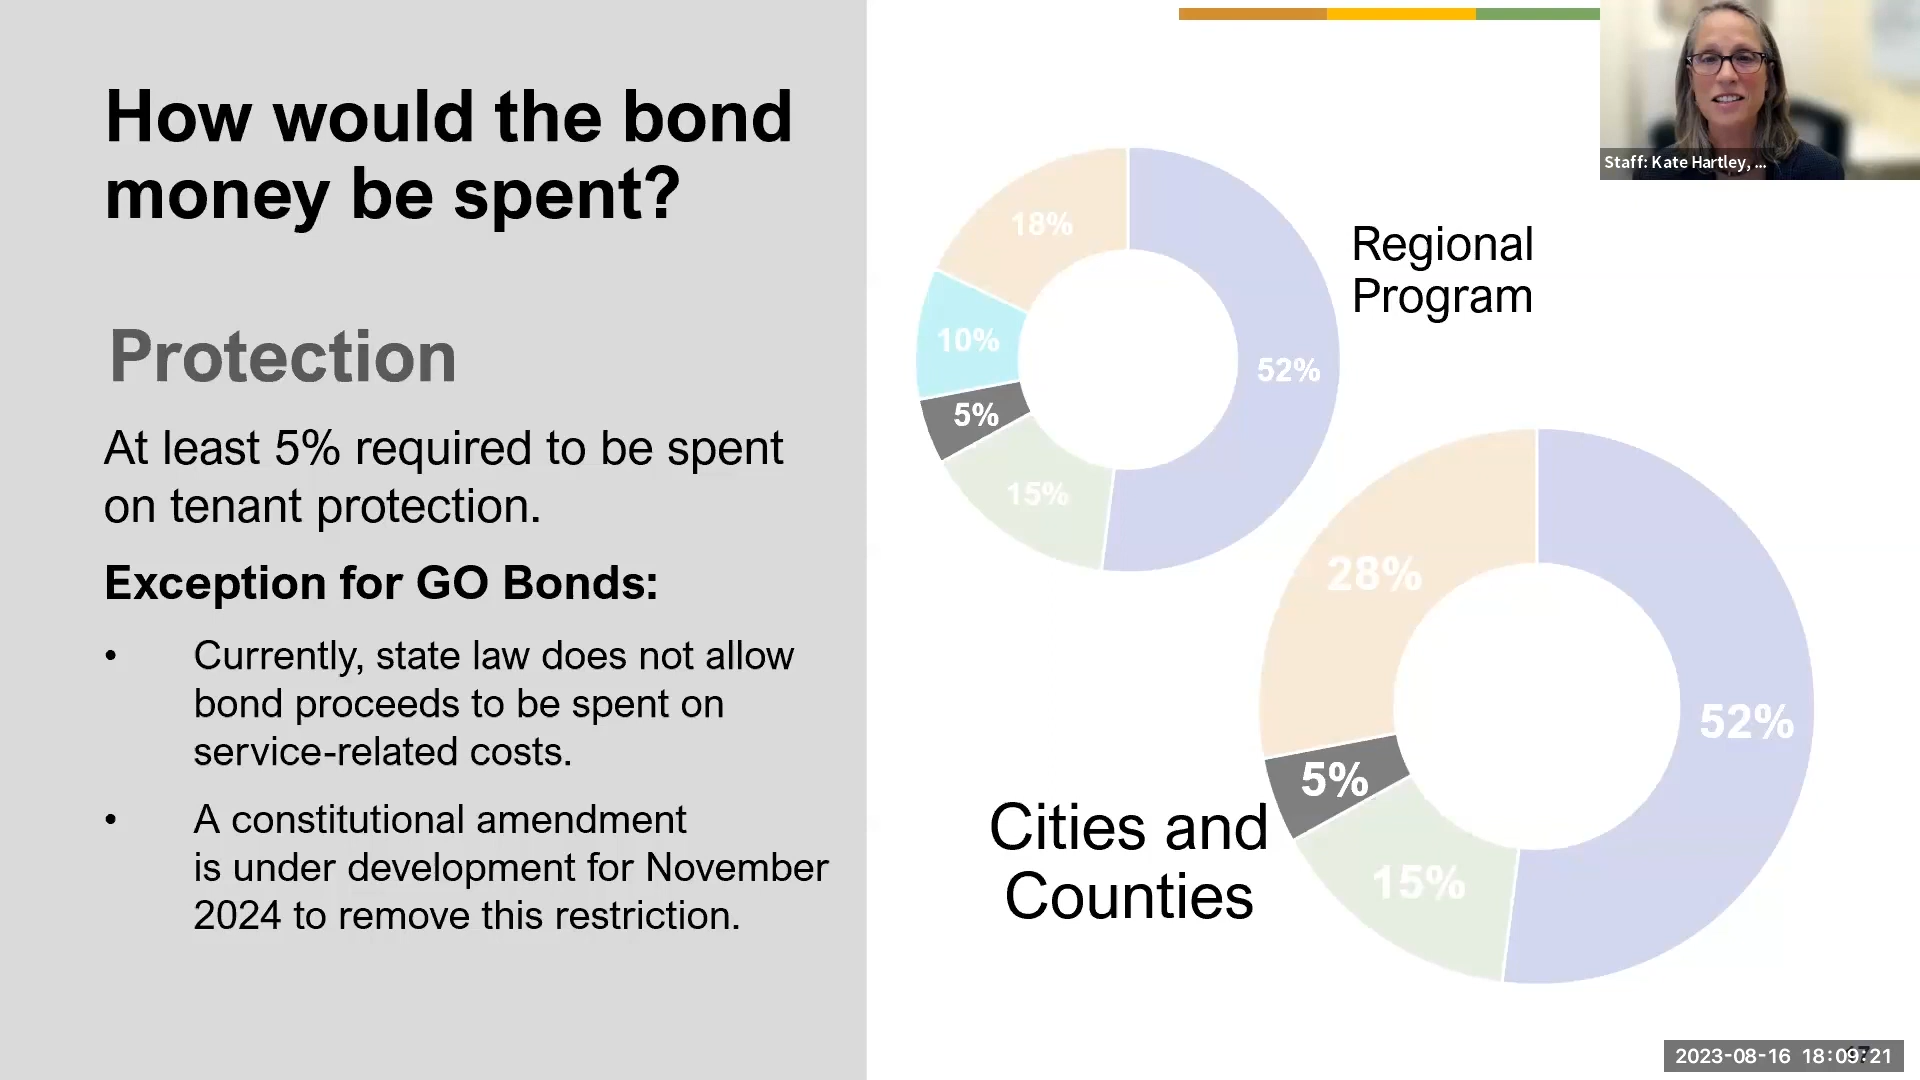 How would the bond
money be spent?
Protection
At least 5% required to be spent
on tenant protection.
Exception for GO Bonds:
• Currently, state law does not allow
bond proceeds to be spent on
service-related costs.
• A constitutional amendment
is under development for November
2024 to remove this restriction.
18%
10%
5%
15%
52%
Regional
Program
28%
5%
15%
52%
Cities and
Counties
Staff: Kate Hartley, ...
2023-08-16 18:09:21